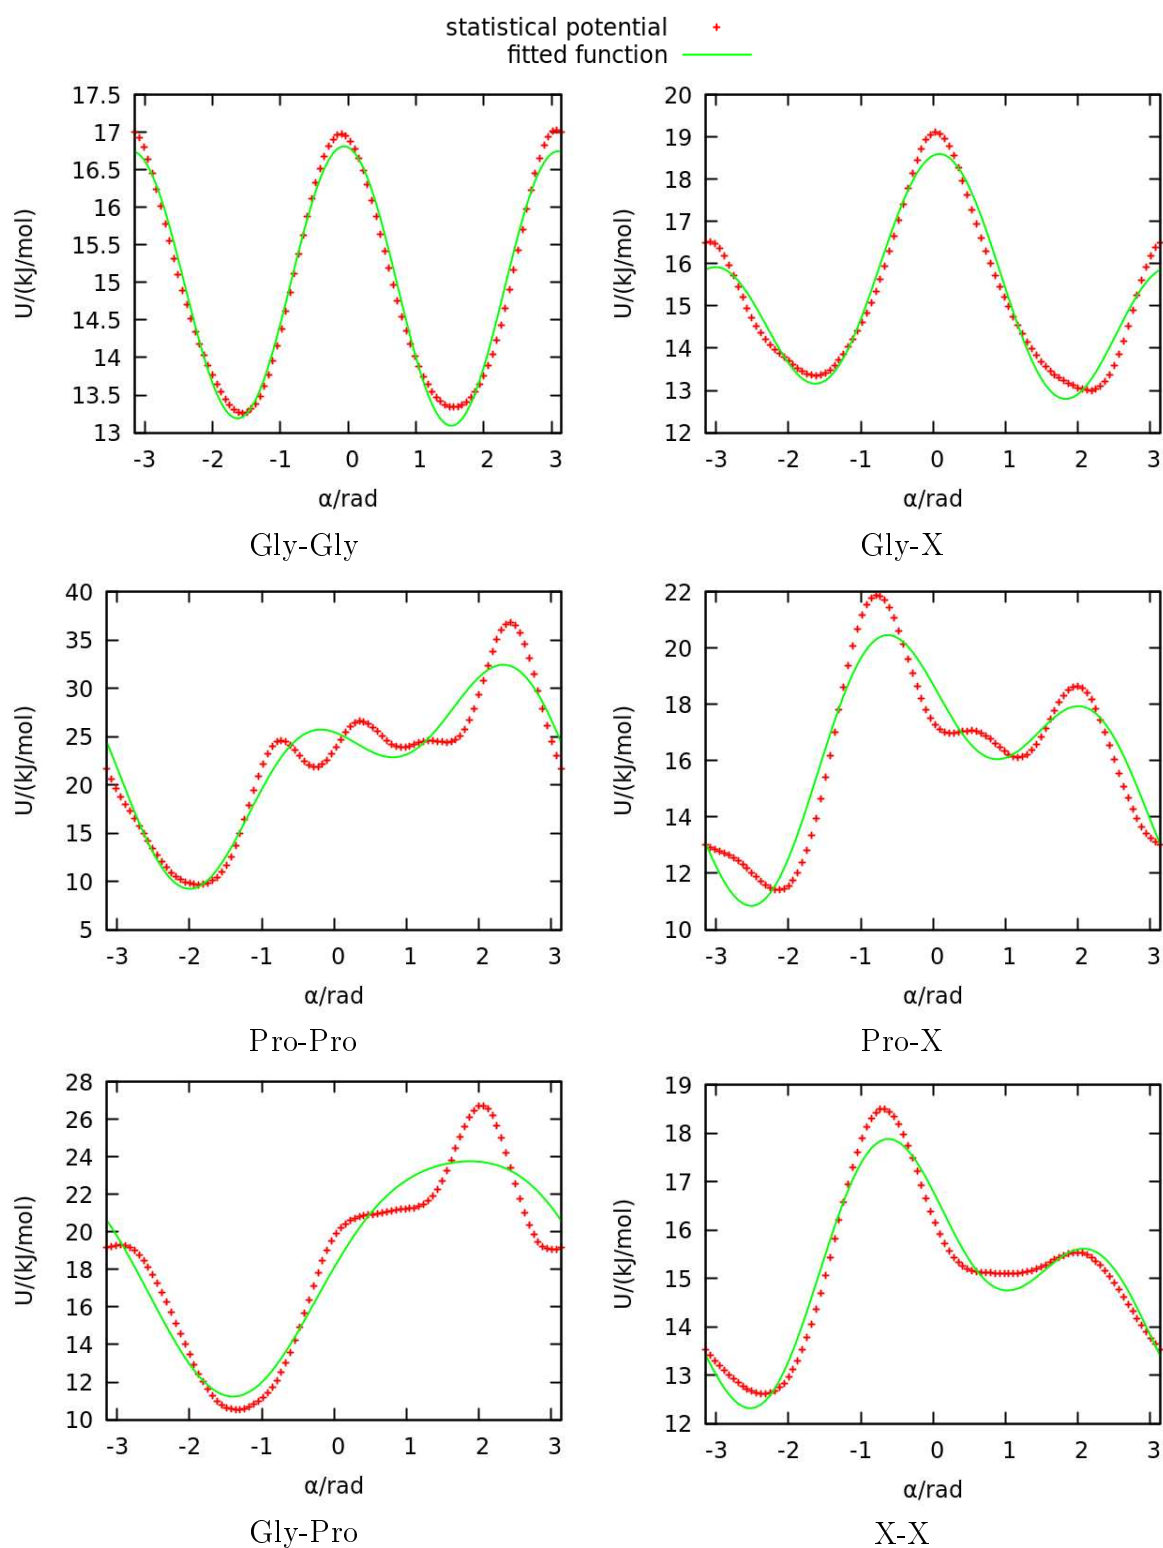 statistical potential
fitted function
17.5
17
16.5
16
15.5
15
14.5
14
13.5
13
U/(kJ/mol)
-3 -2 -1 0 1 2 3
α/rad
Gly-Gly
20
19
18
17
16
15
14
13
12
U/(kJ/mol)
-3 -2 -1 0 1 2 3
α/rad
Gly-X
40
35
30
25
20
15
10
5
U/(kJ/mol)
-3 -2 -1 0 1 2 3
α/rad
Pro-Pro
22
20
18
16
14
12
10
U/(kJ/mol)
-3 -2 -1 0 1 2 3
α/rad
Pro-X
28
26
24
22
20
18
16
14
12
10
U/(kJ/mol)
-3 -2 -1 0 1 2 3
α/rad
Gly-Pro
19
18
17
16
15
14
13
12
U/(kJ/mol)
-3 -2 -1 0 1 2 3
α/rad
X-X